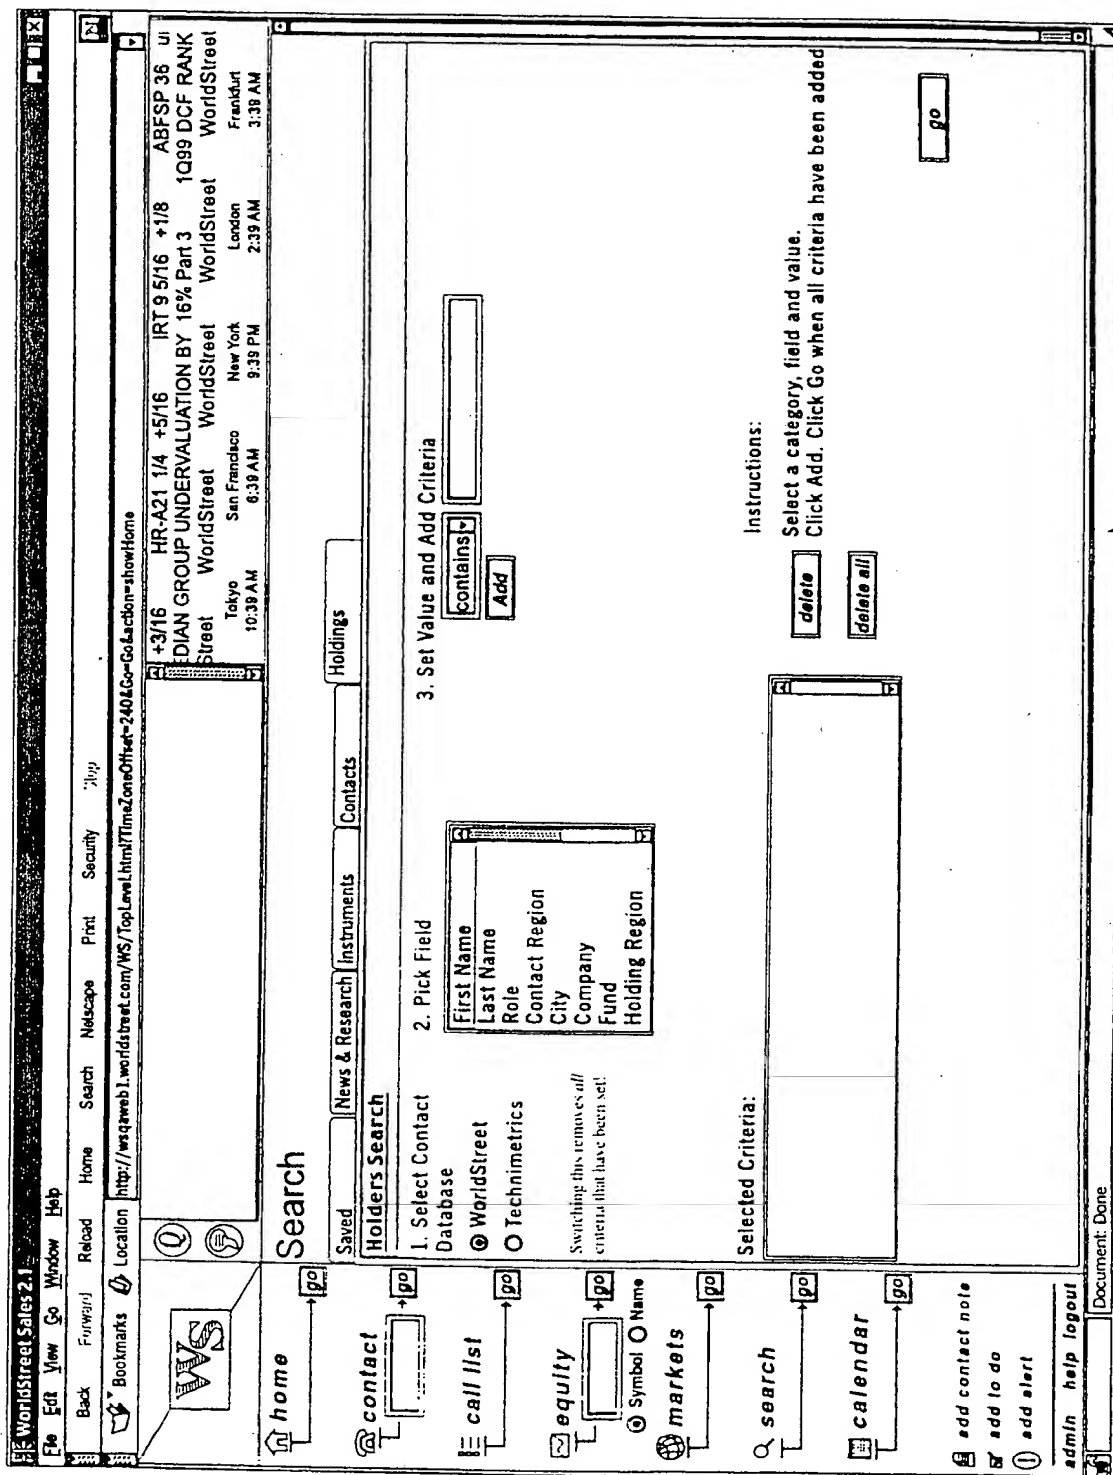 WorldStreet Sales 2.1
File Edit View Go Window Help
Back Forward Reload Home Search Netscape Print Security Stop
Bookmarks Location http://wsqaweb1.worldstreet.com/WS/TopLevel.html?TimeZoneOffset=240&Go=Go&action=showHome
WS
Q
+3/16 HR-A21 1/4 +5/16 IRT 9 5/16 +1/8 ABFSP 36 ui
EDIAN GROUP UNDERVALUATION BY 16% Part 3 1Q99 DCF RANK
Street WorldStreet WorldStreet WorldStreet WorldStreet
Tokyo San Francisco New York London Frankfurt
10:39 AM 6:39 AM 9:39 PM 2:39 AM 3:39 AM
home
go
contact
go
call list
go
equity
go
Symbol Name
markets
go
search
go
calendar
go
add contact note
add to do
add alert
admin help logout
Search
Saved News & Research Instruments Contacts Holdings
Holders Search
1. Select Contact
Database
WorldStreet
Technimetrics
Switching this removes all
criteria that have been set!
2. Pick Field
First Name
Last Name
Role
Contact Region
City
Company
Fund
Holding Region
3. Set Value and Add Criteria
contains
Add
Selected Criteria:
delete
delete all
Instructions:
Select a category, field and value.
Click Add. Click Go when all criteria have been added
go
Document: Done